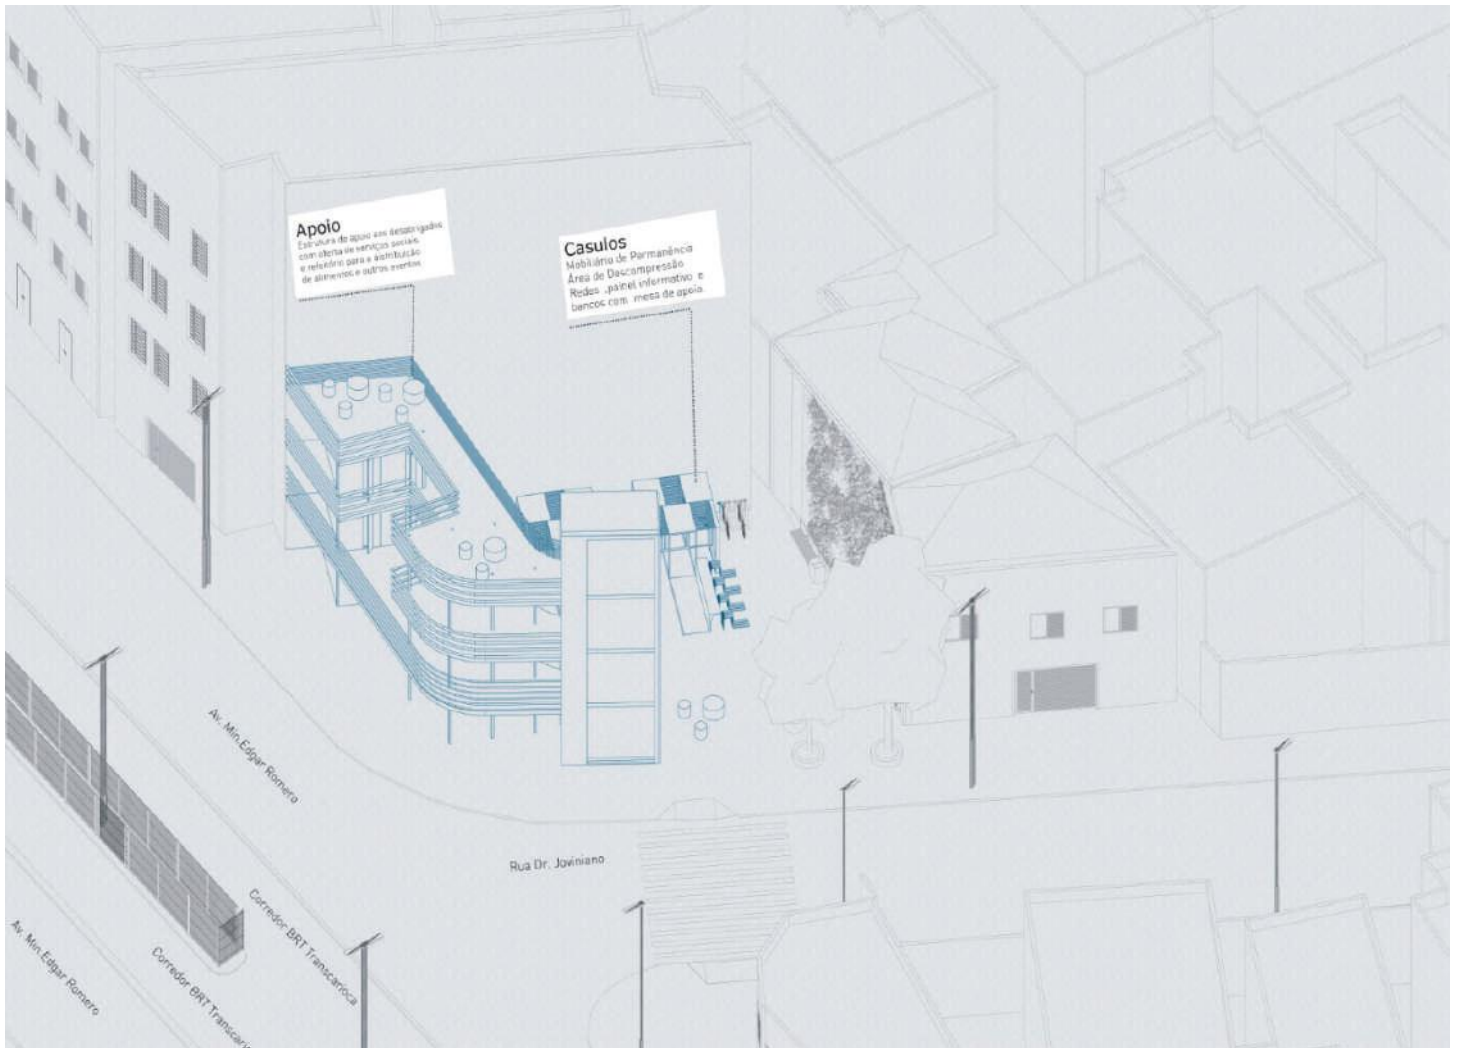 Apoio
Estrutura de apoio aos desabrigados
com oferta de serviços sociais
e refeitório para a distribuição
de alimentos e outros eventos
Casulos
Mobiliário de Permanência
Área de Descompressão
Redes ,painel informativo e
bancos com mesa de apoio.
Av. Min.Edgar Romero
Rua Dr. Joviniano
Corredor BRT Transcarioca
Corredor BRT Transcario
Av. Min.Edgar Romero